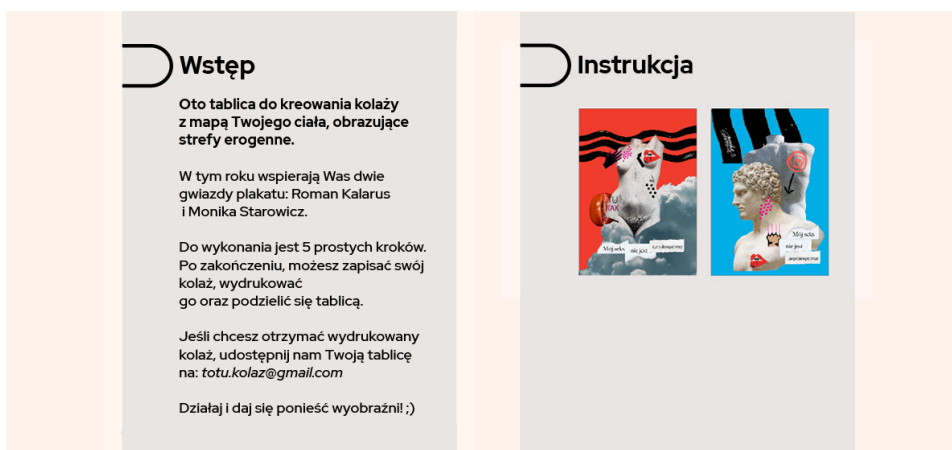 Wstęp
Oto tablica do kreowania kolaży
z mapą Twojego ciała, obrazujące
strefy erogenne.
W tym roku wspierają Was dwie
gwiazdy plakatu: Roman Kalarus
i Monika Starowicz.
Do wykonania jest 5 prostych kroków.
Po zakończeniu, możesz zapisać swój
kolaż, wydrukować
go oraz podzielić się tablicą.
Jeśli chcesz otrzymać wydrukowany
kolaż, udostępnij nam Twoją tablicę
na: totu.kolaz@gmail.com
Działaj i daj się ponieść wyobraźni! ;)
Instrukcja
TU
TAK
Mój seks
nie jest
Mój seks
nie jest